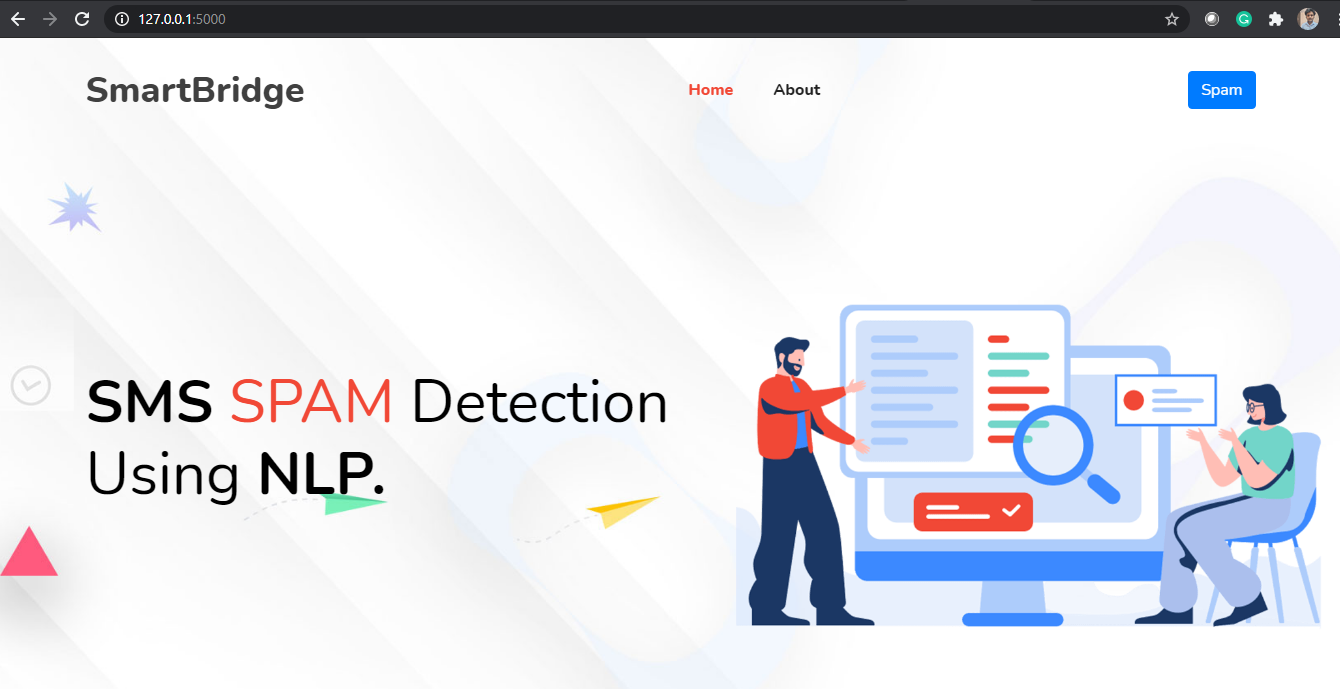 127.0.0.1:5000
SmartBridge
Home
About
Spam
SMS SPAM Detection
Using NLP.